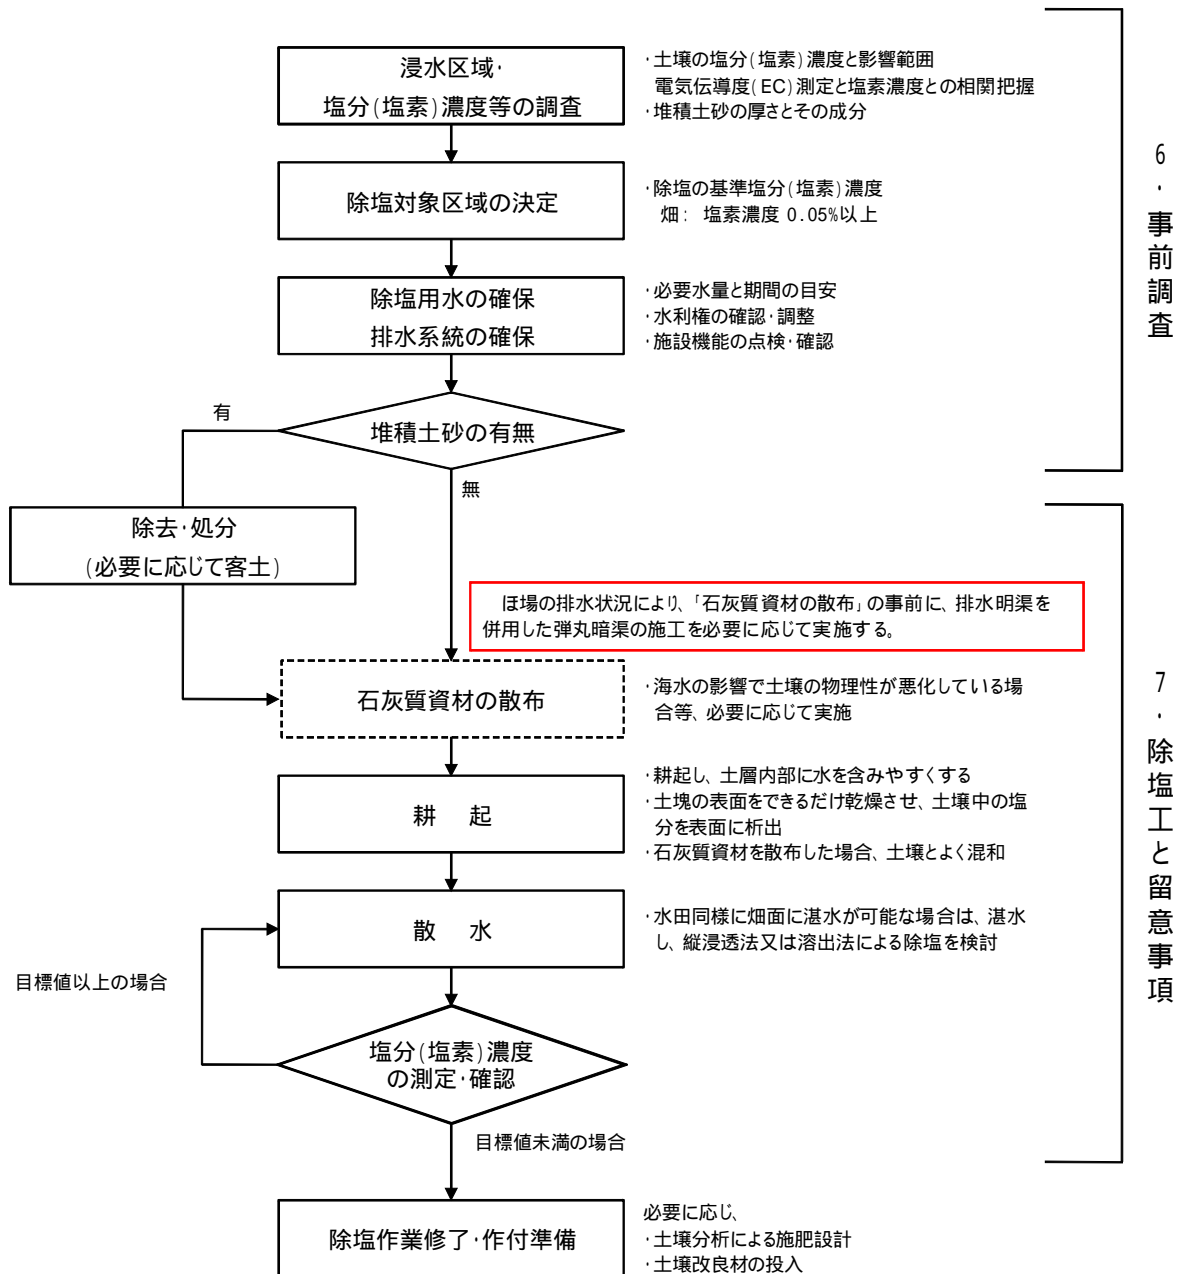 浸水区域・
塩分(塩素)濃度等の調査
・土壌の塩分(塩素)濃度と影響範囲
電気伝導度(EC)測定と塩素濃度との相関把握
・堆積土砂の厚さとその成分
除塩対象区域の決定
・除塩の基準塩分(塩素)濃度
畑: 塩素濃度 0.05%以上
除塩用水の確保
排水系統の確保
・必要水量と期間の目安
・水利権の確認・調整
・施設機能の点検・確認
堆積土砂の有無
有
無
6・事前調査
除去・処分
(必要に応じて客土)
ほ場の排水状況により、「石灰質資材の散布」の事前に、排水明渠を
併用した弾丸暗渠の施工を必要に応じて実施する。
石灰質資材の散布
・海水の影響で土壌の物理性が悪化している場
合等、必要に応じて実施
耕 起
・耕起し、土層内部に水を含みやすくする
・土塊の表面をできるだけ乾燥させ、土壌中の塩
分を表面に析出
・石灰質資材を散布した場合、土壌とよく混和
散 水
・水田同様に畑面に湛水が可能な場合は、湛水
し、縦浸透法又は溶出法による除塩を検討
目標値以上の場合
塩分(塩素)濃度
の測定・確認
目標値未満の場合
7・除塩工と留意事項
除塩作業修了・作付準備
必要に応じ、
・土壌分析による施肥設計
・土壌改良材の投入